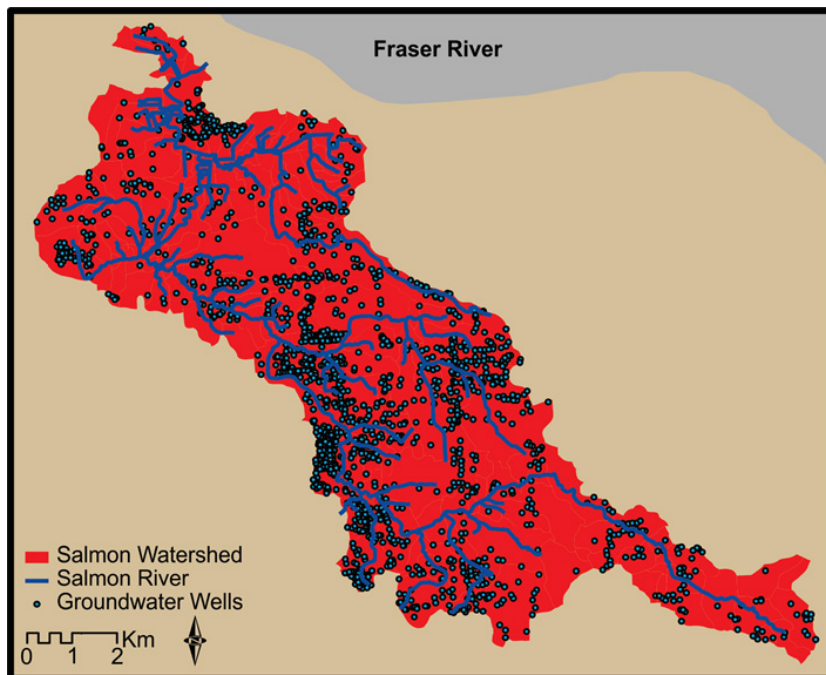 Fraser River
Salmon Watershed
Salmon River
Groundwater Wells
Km
0 1 2
N